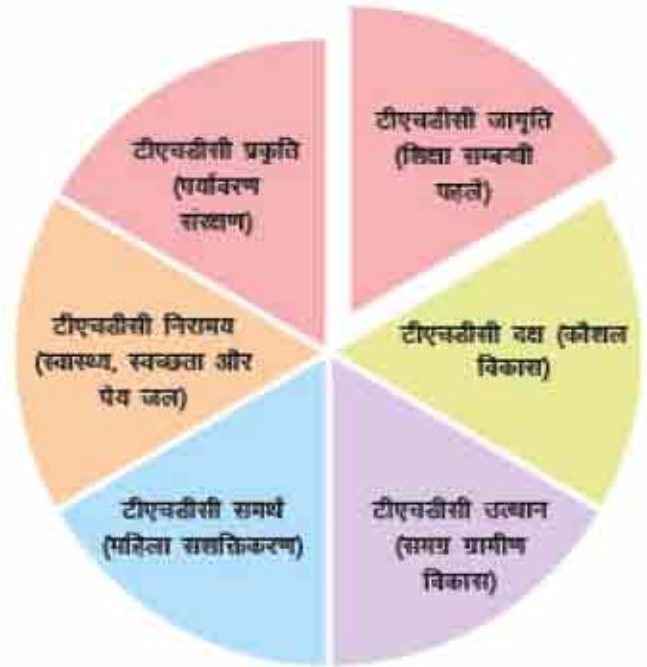 टीएचडीसी जागृति
(शिक्षा सम्बन्धी
पहलें)
टीएचडीसी दक्ष (कौशल
विकास)
टीएचडीसी उत्थान
(समग्र ग्रामीण
विकास)
टीएचडीसी समर्थ
(महिला सशक्तिकरण)
टीएचडीसी निरामय
(स्वास्थ्य, स्वच्छता और
पेय जल)
टीएचडीसी प्रकृति
(पर्यावरण
संरक्षण)